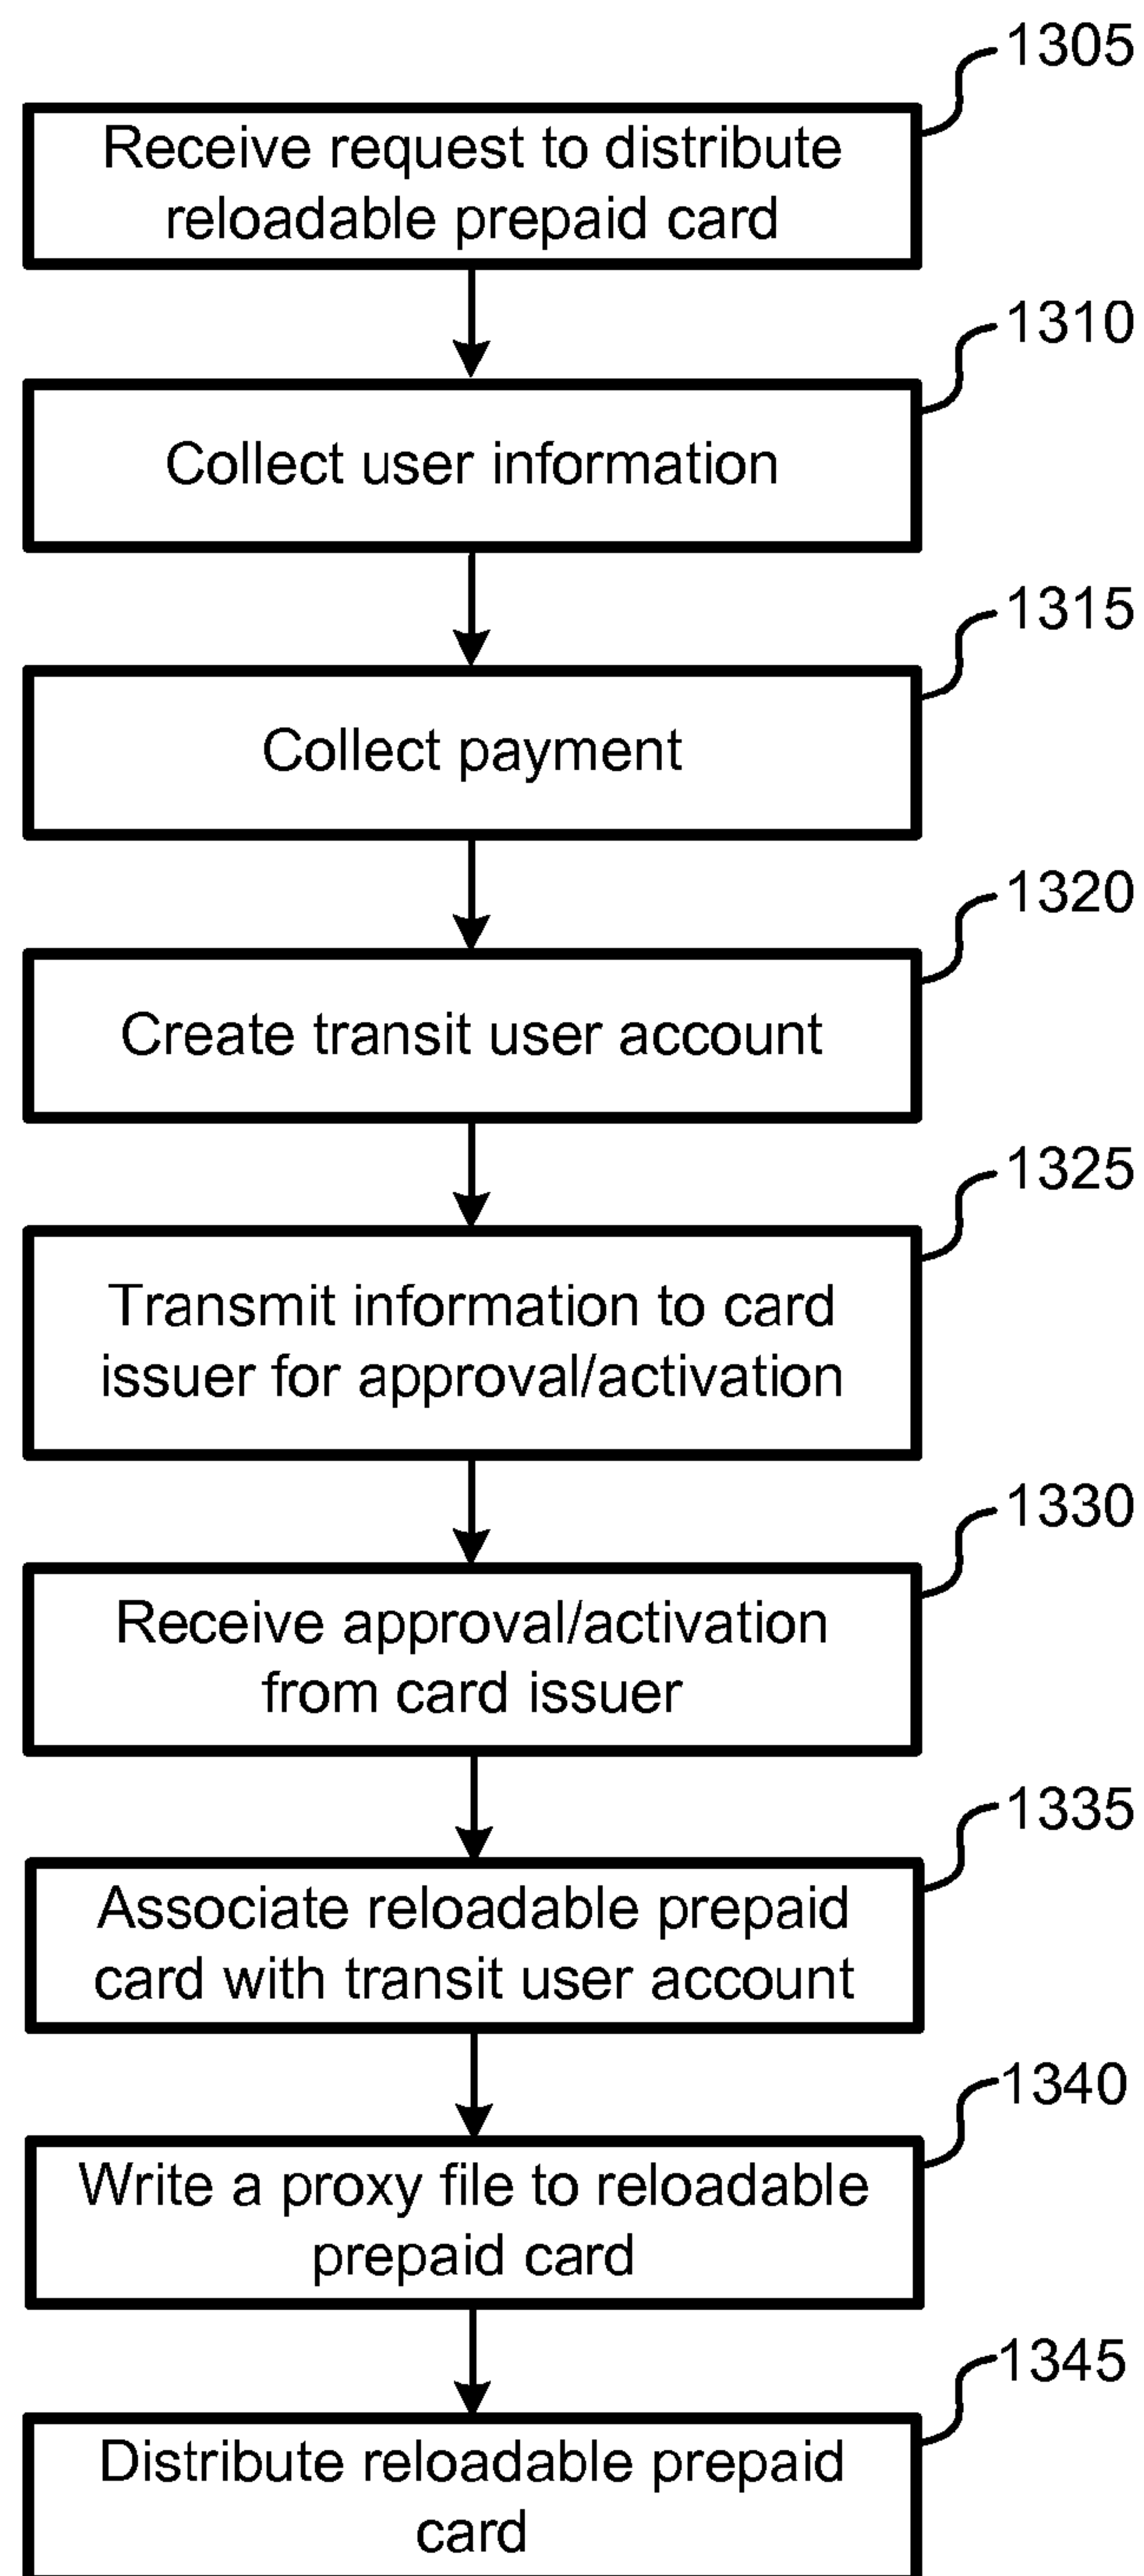 1305
Receive request to distribute
reloadable prepaid card
1310
Collect user information
1315
Collect payment
1320
Create transit user account
1325
Transmit information to card
issuer for approval/activation
1330
Receive approval/activation
from card issuer
1335
Associate reloadable prepaid
card with transit user account
1340
Write a proxy file to reloadable
prepaid card
1345
Distribute reloadable prepaid
card